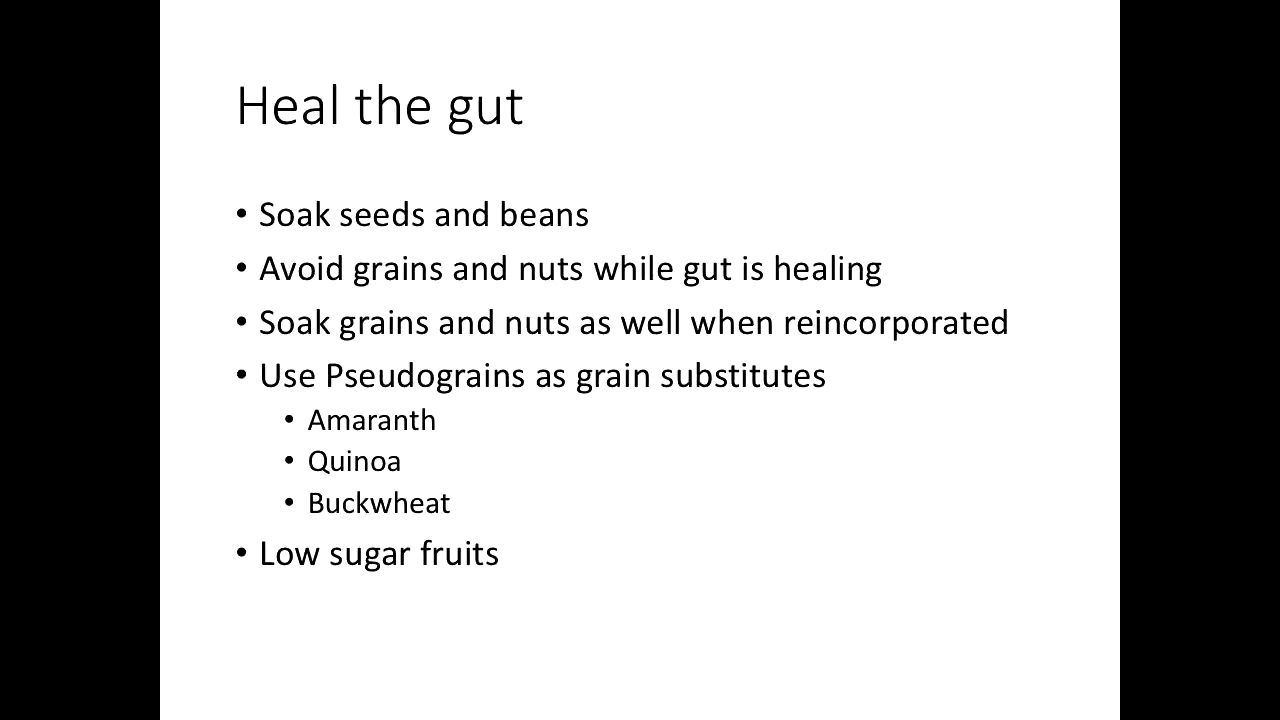 Heal the gut
• Soak seeds and beans
• Avoid grains and nuts while gut is healing
• Soak grains and nuts as well when reincorporated
• Use Pseudograins as grain substitutes
• Amaranth
• Quinoa
• Buckwheat
• Low sugar fruits